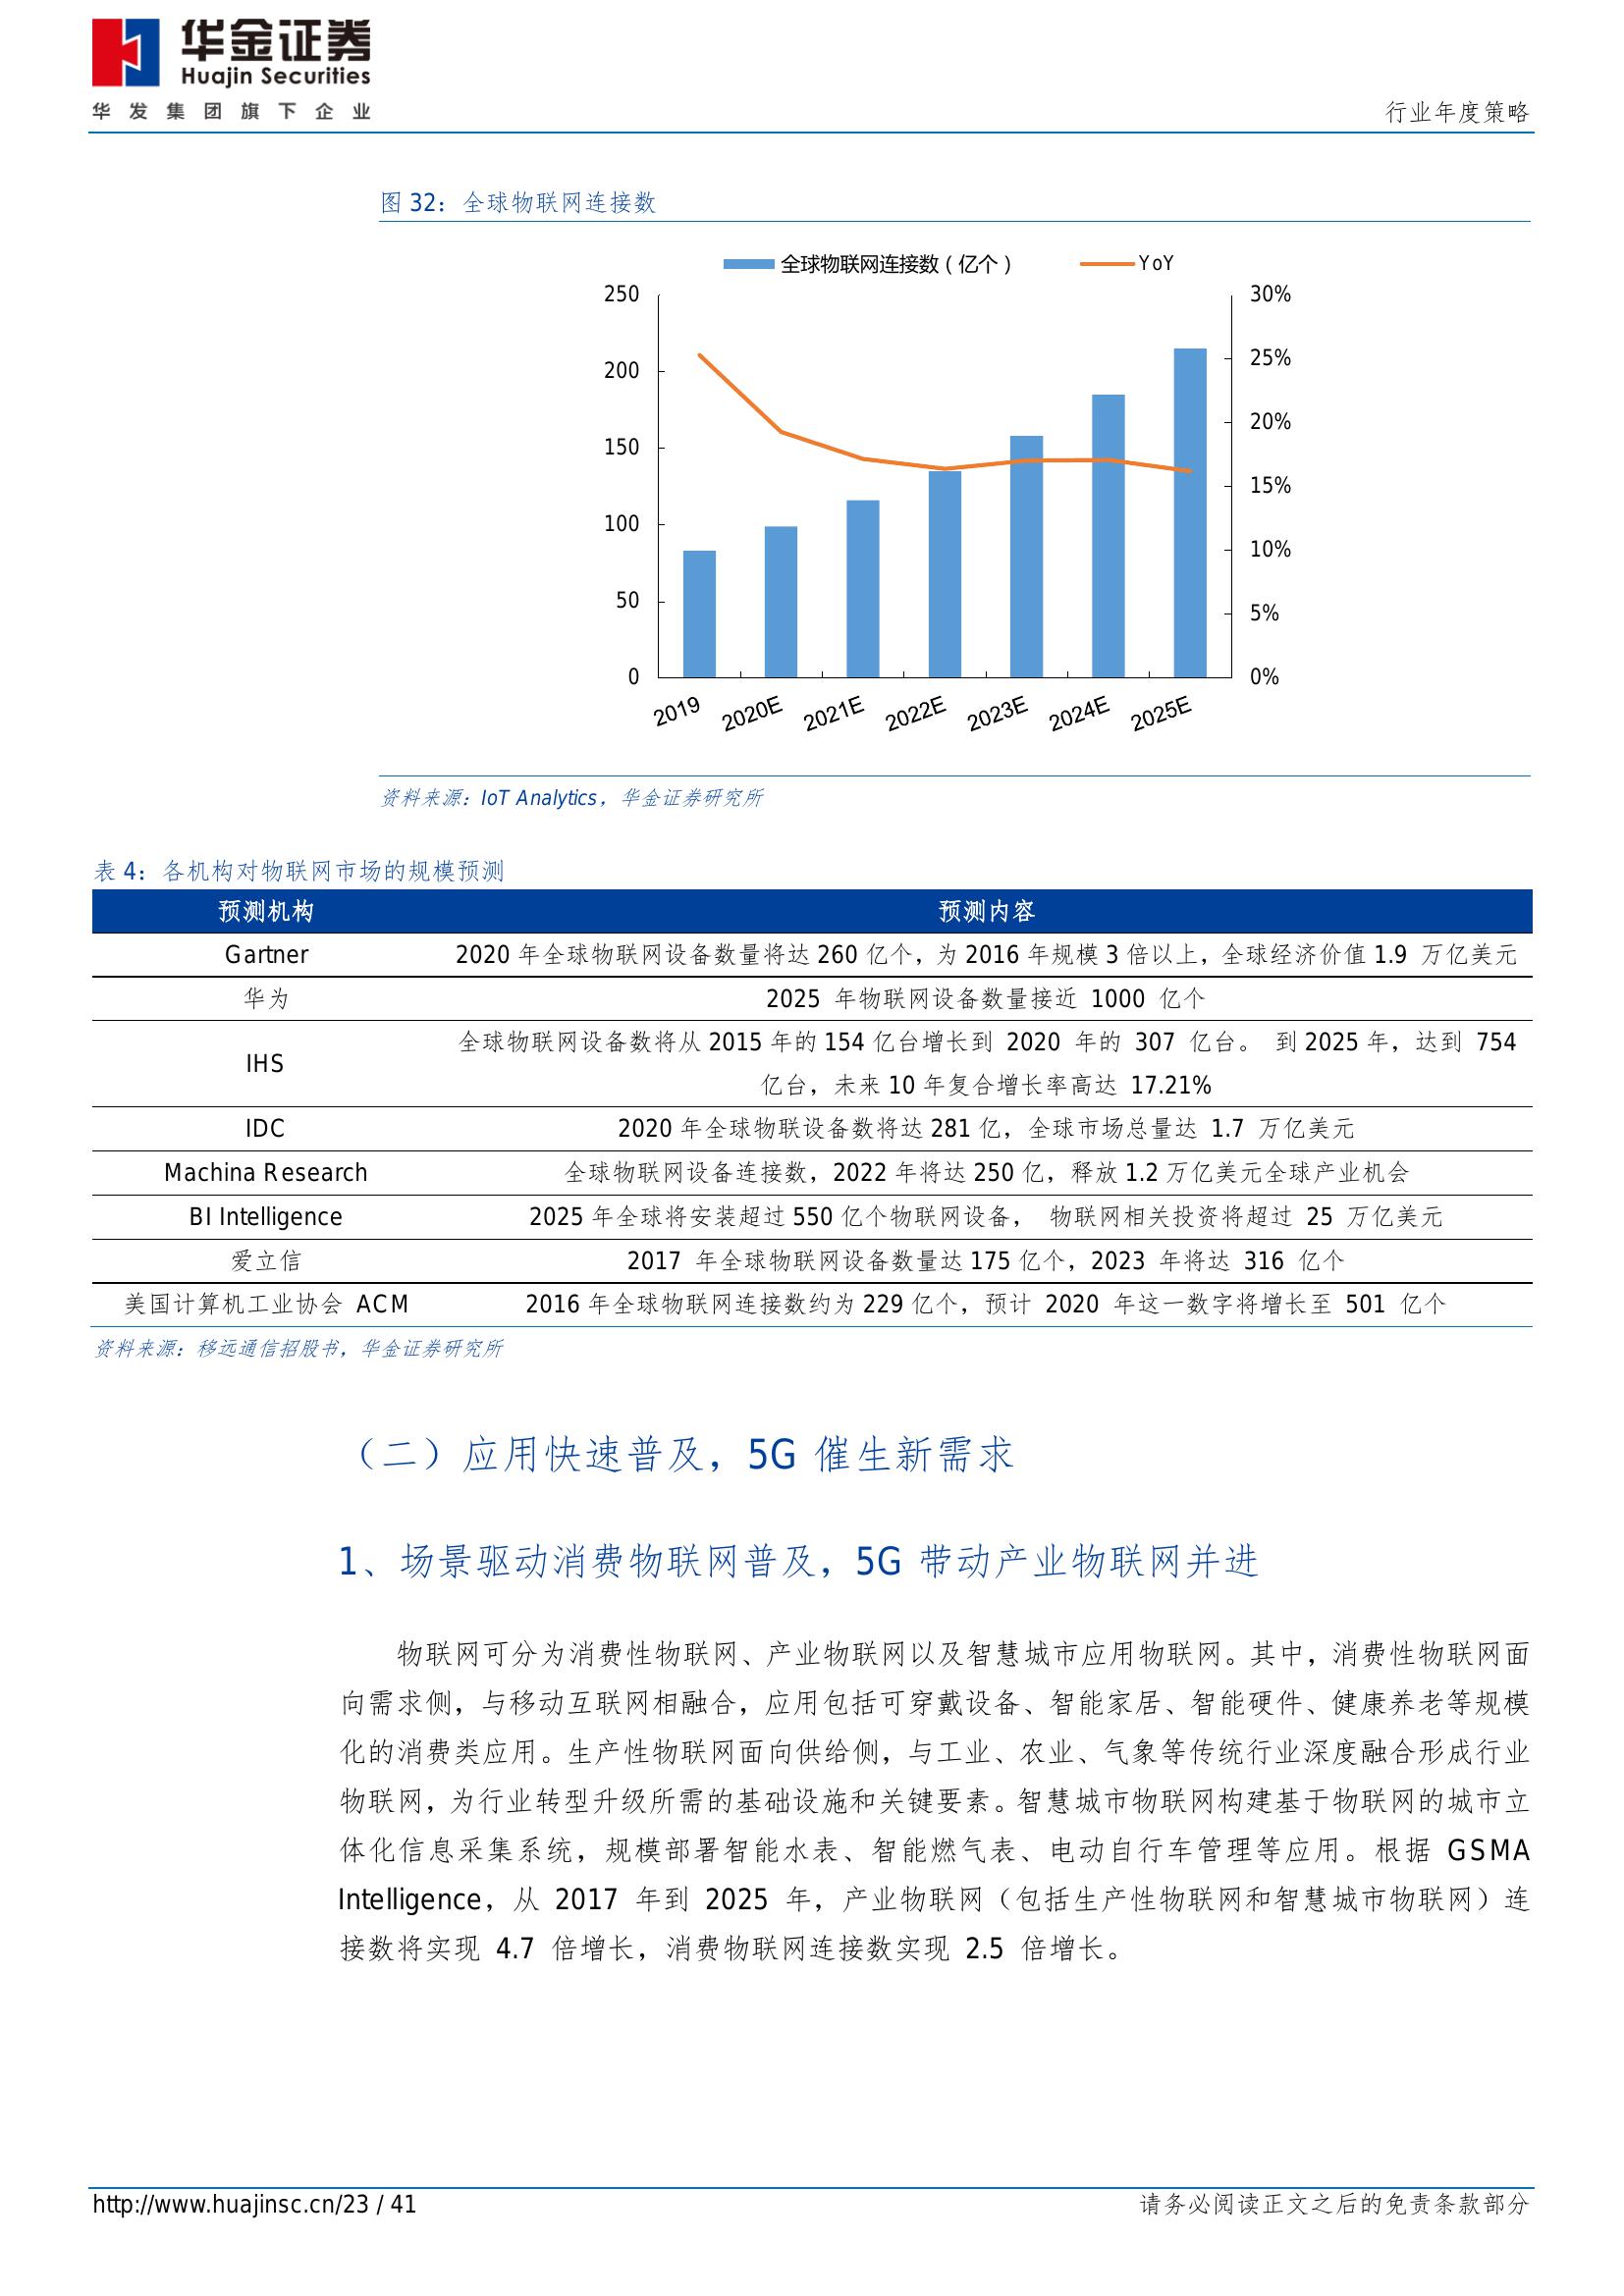 华金证券
Huajin Securities
华发集团旗下企业
行业年度策略
图 32：全球物联网连接数
全球物联网连接数（亿个） YoY
250
200
150
100
50
0
30%
25%
20%
15%
10%
5%
0%
2019 2020E 2021E 2022E 2023E 2024E 2025E
资料来源：IoT Analytics，华金证券研究所
表 4：各机构对物联网市场的规模预测
预测机构 预测内容
Gartner 2020 年全球物联网设备数量将达 260 亿个，为 2016 年规模 3 倍以上，全球经济价值 1.9 万亿美元
华为 2025 年物联网设备数量接近 1000 亿个
IHS 全球物联网设备数将从 2015 年的 154 亿台增长到 2020 年的 307 亿台。 到 2025 年，达到 754
亿台，未来 10 年复合增长率高达 17.21%
IDC 2020 年全球物联设备数将达 281 亿，全球市场总量达 1.7 万亿美元
Machina Research 全球物联网设备连接数，2022 年将达 250 亿，释放 1.2 万亿美元全球产业机会
BI Intelligence 2025 年全球将安装超过 550 亿个物联网设备， 物联网相关投资将超过 25 万亿美元
爱立信 2017 年全球物联网设备数量达 175 亿个，2023 年将达 316 亿个
美国计算机工业协会 ACM 2016 年全球物联网连接数约为 229 亿个，预计 2020 年这一数字将增长至 501 亿个
资料来源：移远通信招股书，华金证券研究所
（二）应用快速普及，5G 催生新需求
1、场景驱动消费物联网普及，5G 带动产业物联网并进
物联网可分为消费性物联网、产业物联网以及智慧城市应用物联网。其中，消费性物联网面
向需求侧，与移动互联网相融合，应用包括可穿戴设备、智能家居、智能硬件、健康养老等规模
化的消费类应用。生产性物联网面向供给侧，与工业、农业、气象等传统行业深度融合形成行业
物联网，为行业转型升级所需的基础设施和关键要素。智慧城市物联网构建基于物联网的城市立
体化信息采集系统，规模部署智能水表、智能燃气表、电动自行车管理等应用。根据 GSMA
Intelligence，从 2017 年到 2025 年，产业物联网（包括生产性物联网和智慧城市物联网）连
接数将实现 4.7 倍增长，消费物联网连接数实现 2.5 倍增长。
http://www.huajinsc.cn/23 / 41
请务必阅读正文之后的免责条款部分